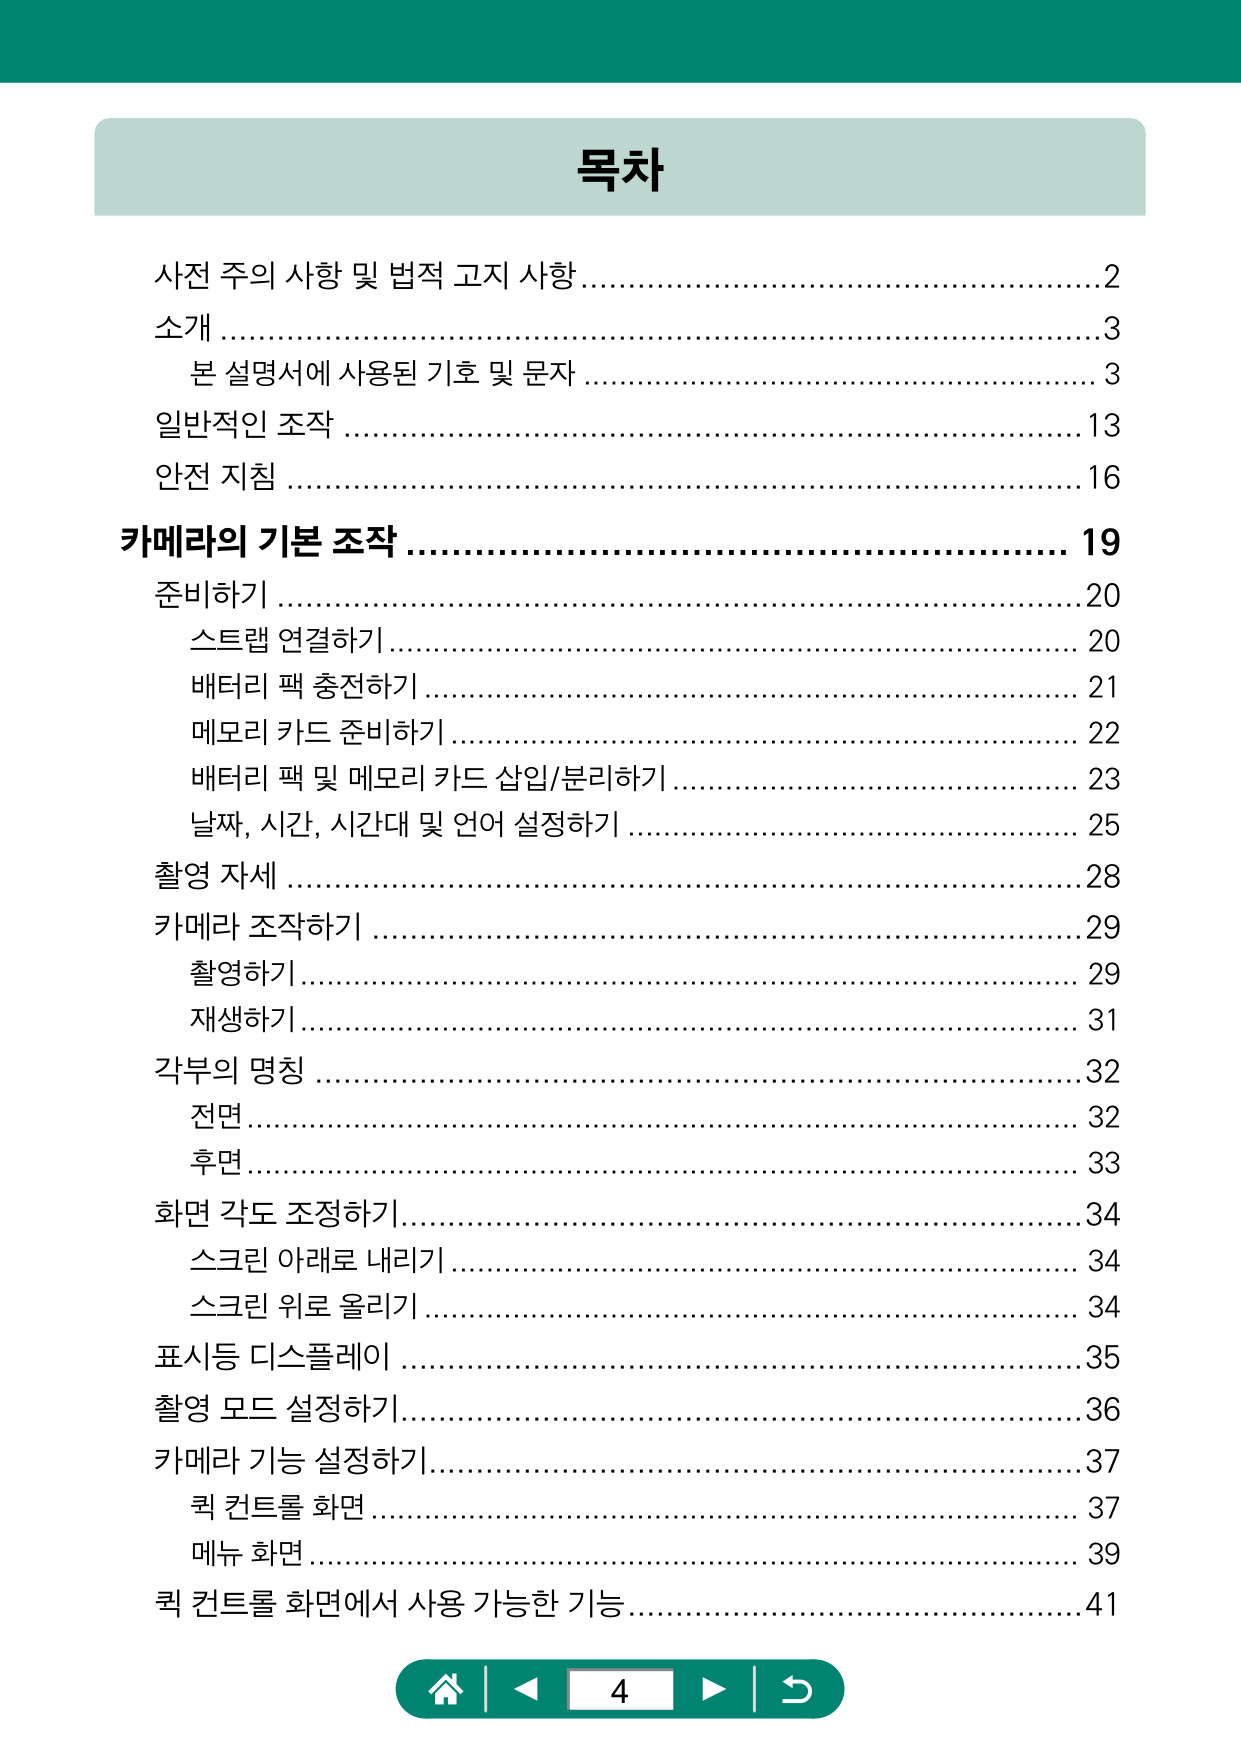 목차
사전 주의 사항 및 법적 고지 사항.......................................................2
소개..............................................................................................3
본 설명서에 사용된 기호 및 문자.......................................................... 3
일반적인 조작..............................................................................13
안전 지침....................................................................................16
카메라의 기본 조작................................................ 19
준비하기.....................................................................................20
스트랩 연결하기.............................................................................. 20
배터리 팩 충전하기.......................................................................... 21
메모리 카드 준비하기....................................................................... 22
배터리 팩 및 메모리 카드 삽입/분리하기.............................................. 23
날짜, 시간, 시간대 및 언어 설정하기................................................... 25
촬영 자세....................................................................................28
카메라 조작하기...........................................................................29
촬영하기........................................................................................ 29
재생하기........................................................................................ 31
각부의 명칭.................................................................................32
전면.............................................................................................. 32
후면.............................................................................................. 33
화면 각도 조정하기........................................................................34
스크린 아래로 내리기....................................................................... 34
스크린 위로 올리기.......................................................................... 34
표시등 디스플레이........................................................................35
촬영 모드 설정하기........................................................................36
카메라 기능 설정하기.....................................................................37
퀵 컨트롤 화면................................................................................ 37
메뉴 화면....................................................................................... 39
퀵 컨트롤 화면에서 사용 가능한 기능................................................41
4